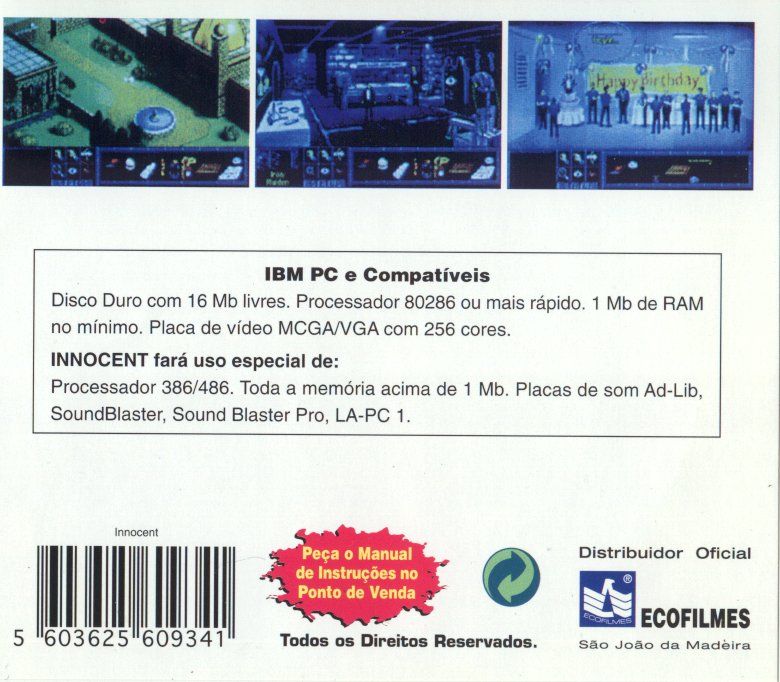 Iron
Maiden
Happy birthday
IBM PC e Compatíveis
Disco Duro com 16 Mb livres. Processador 80286 ou mais rápido. 1 Mb de RAM
no mínimo. Placa de vídeo MCGA/VGA com 256 cores.
INNOCENT fará uso especial de:
Processador 386/486. Toda a memória acima de 1 Mb. Placas de som Ad-Lib,
SoundBlaster, Sound Blaster Pro, LA-PC 1.
Innocent
5 603625 609341
Peça o Manual
de Instruções no
Ponto de Venda
Todos os Direitos Reservados.
Distribuidor Oficial
®
ECOFILMES
ECOFILMES
São João da Madeira